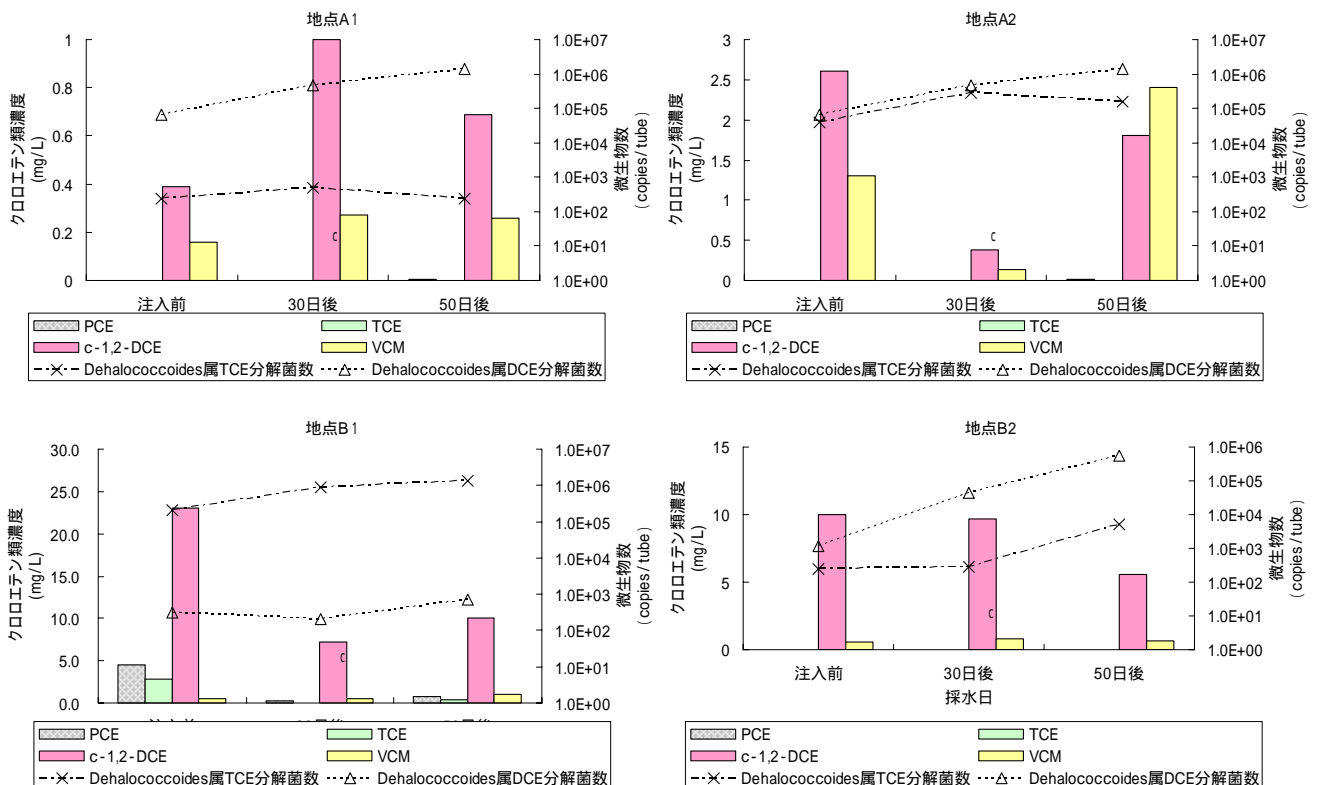 地点A1
クロロエテン類濃度
(mg/L)
1
0.8
0.6
0.4
0.2
0
1.0E+07
1.0E+06
1.0E+05
1.0E+04
1.0E+03
1.0E+02
1.0E+01
1.0E+00
微生物数
(copies/tube)
c
注入前 30日後 50日後
PCE TCE
c-1,2-DCE VCM
Dehalococcoides属TCE分解菌数 Dehalococcoides属DCE分解菌数
地点A2
クロロエテン類濃度
(mg/L)
3
2.5
2
1.5
1
0.5
0
1.0E+07
1.0E+06
1.0E+05
1.0E+04
1.0E+03
1.0E+02
1.0E+01
1.0E+00
微生物数
(copies/tube)
c
注入前 30日後 50日後
PCE TCE
c-1,2-DCE VCM
Dehalococcoides属TCE分解菌数 Dehalococcoides属DCE分解菌数
地点B1
クロロエテン類濃度
(mg/L)
30.0
25.0
20.0
15.0
10.0
5.0
0.0
1.0E+07
1.0E+06
1.0E+05
1.0E+04
1.0E+03
1.0E+02
1.0E+01
1.0E+00
微生物数
(copies/tube)
c
PCE TCE
c-1,2-DCE VCM
Dehalococcoides属TCE分解菌数 Dehalococcoides属DCE分解菌数
地点B2
クロロエテン類濃度
(mg/L)
15
10
5
0
1.0E+06
1.0E+05
1.0E+04
1.0E+03
1.0E+02
1.0E+01
1.0E+00
微生物数
(copies/tube)
c
注入前 30日後 50日後
採水日
PCE TCE
c-1,2-DCE VCM
Dehalococcoides属TCE分解菌数 Dehalococcoides属DCE分解菌数